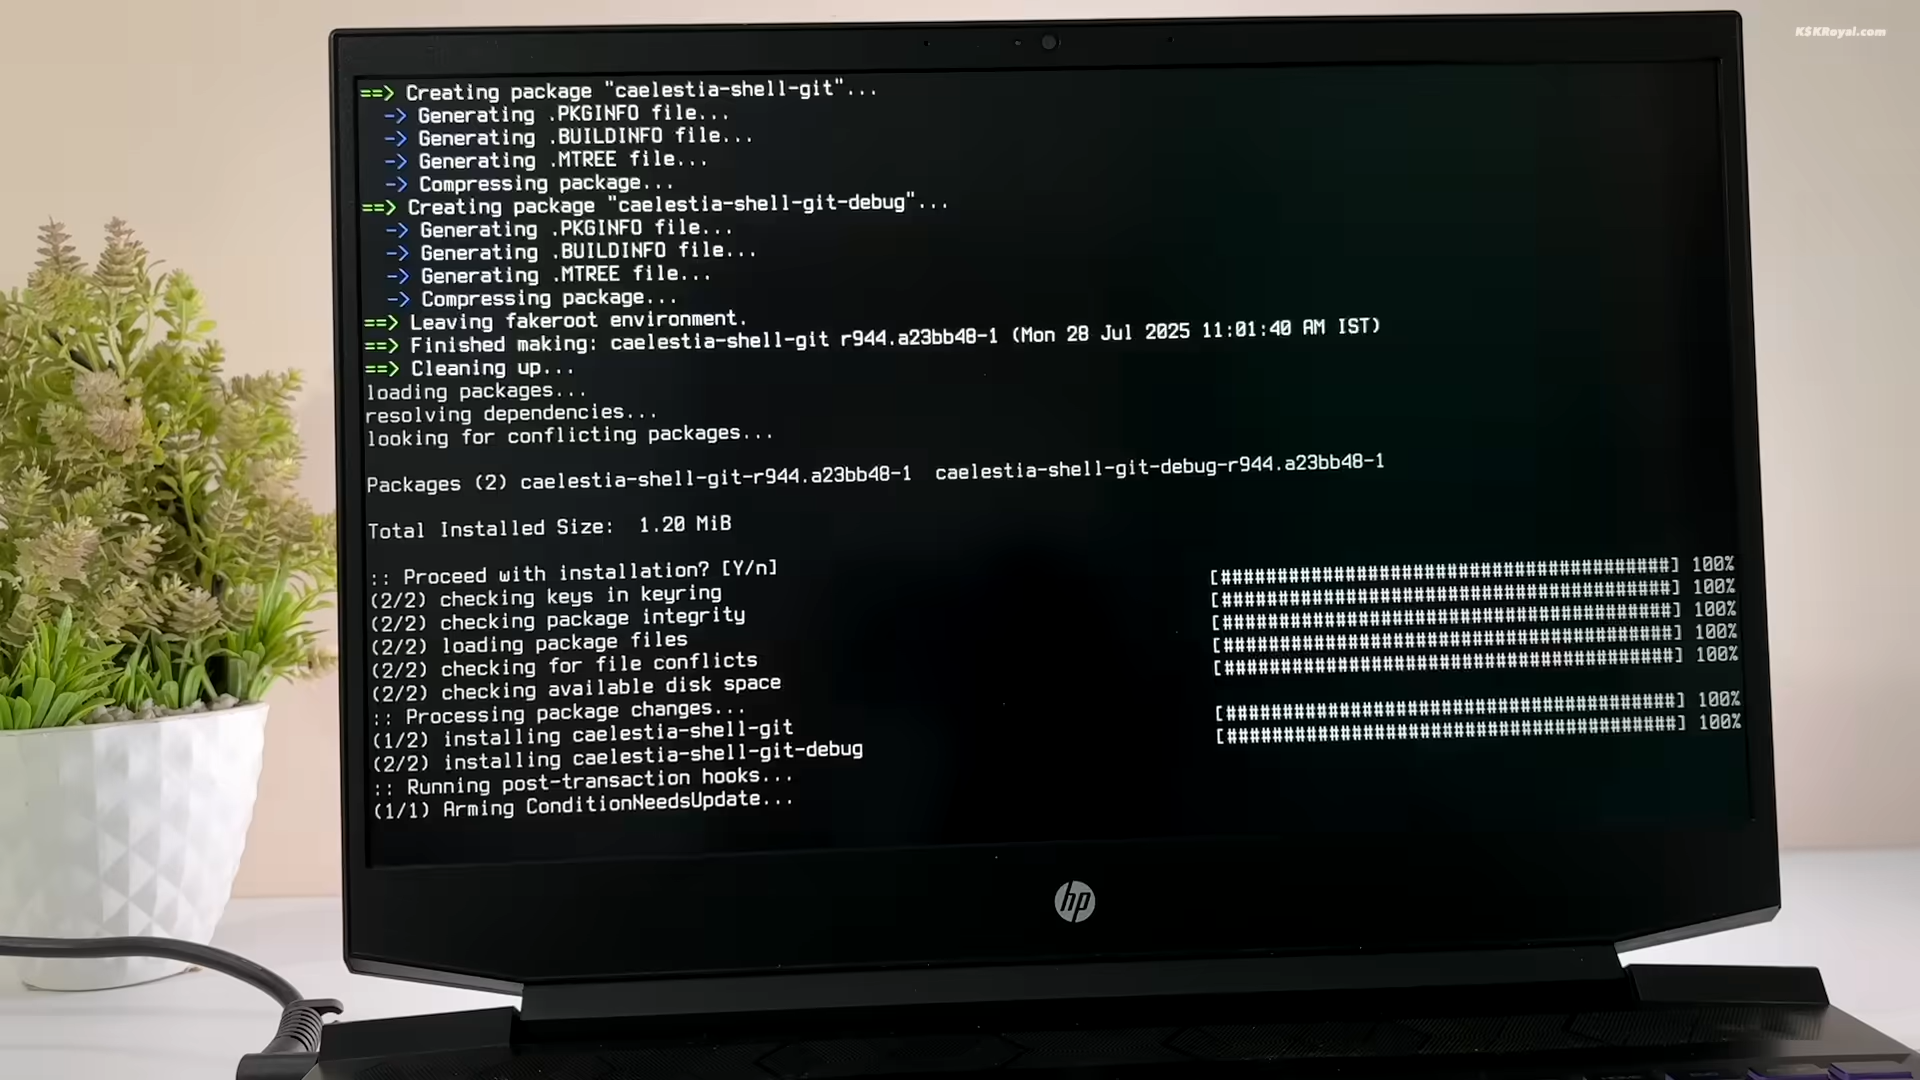 KSKRoyal.com
==> Creating package "caelestia-shell-git"...
-> Generating .PKGINFO file...
-> Generating .BUILDINFO file...
-> Generating .MTREE file...
-> Compressing package...
==> Creating package "caelestia-shell-git-debug"...
-> Generating .PKGINFO file...
-> Generating .BUILDINFO file...
-> Generating .MTREE file...
-> Compressing package...
==> Leaving fakeroot environment.
==> Finished making: caelestia-shell-git r944.a23bb48-1 (Mon 28 Jul 2025 11:01:40 AM IST)
==> Cleaning up...
loading packages...
resolving dependencies...
looking for conflicting packages...
Packages (2) caelestia-shell-git-r944.a23bb48-1  caelestia-shell-git-debug-r944.a23bb48-1
Total Installed Size:  1.20 MiB
:: Proceed with installation? [Y/n]
(2/2) checking keys in keyring [#######################################] 100%
(2/2) checking package integrity [#######################################] 100%
(2/2) loading package files [#######################################] 100%
(2/2) checking for file conflicts [#######################################] 100%
(2/2) checking available disk space [#######################################] 100%
:: Processing package changes...
(1/2) installing caelestia-shell-git [#######################################] 100%
(2/2) installing caelestia-shell-git-debug [#######################################] 100%
:: Running post-transaction hooks...
(1/1) Arming ConditionNeedsUpdate...
hp